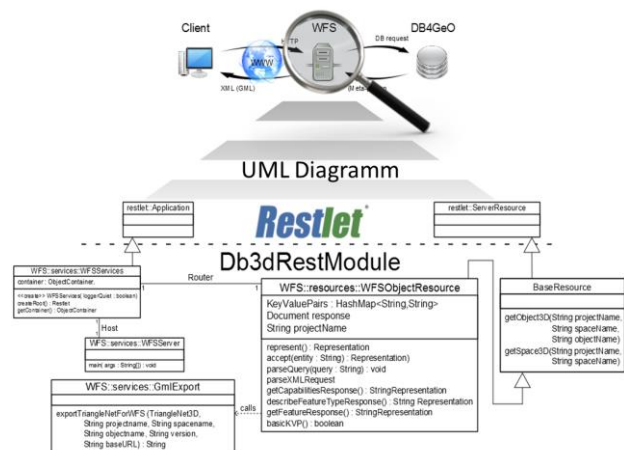 Client
WFS
DB4GeO
DB request
WWW
XML (GML)
(Meta-
UML Diagramm
restlet::Application
Restlet
restlet::ServerResource
Db3dRestModule
WFS::services::WFSServices
container : ObjectContainer
<<create>> WFSServices( loggerQuiet : boolean)
createRoot() : Restlet
getContainer() : ObjectContainer
Router
1
1
1
Host
WFS::services::WFSServer
main( args : String[]) : void
WFS::resources::WFSObjectResource
KeyValuePairs : HashMap<String,String>
Document response
String projectName
represent() : Representation
accept(entity : String) : Representation)
parseQuery(query : String) : void
parseXMLRequest
getCapabilitiesResponse() : StringRepresentation
describeFeatureTypeResponse() : String Representation
getFeatureResponse() : StringRepresentation
basicKVP() : boolean
BaseResource
getObject3D(String projectName,
String spaceName,
String objectName)
getSpace3D(String projectName,
String spaceName)
WFS::services::GmlExport
exportTriangleNetForWFS (TriangleNet3D,
String projectname, String spacename,
String objectname, String version,
String baseURL) : String
calls